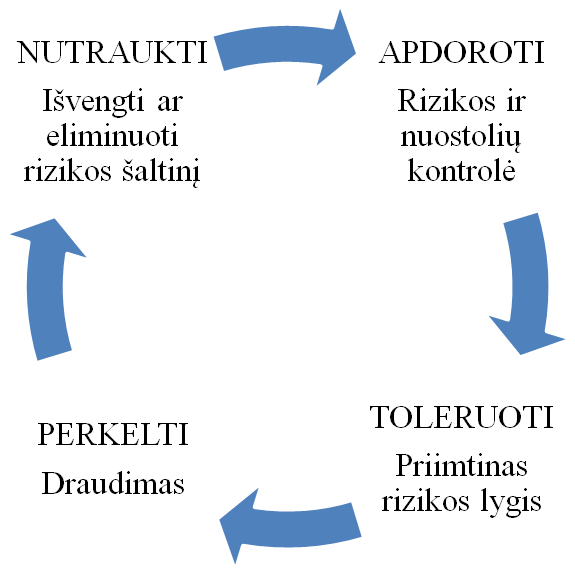 NUTRAUKTI
Išvengti ar
eliminuoti
rizikos šaltinį
APDOROTI
Rizikos ir
nuostolių
kontrolė
TOLERUOTI
Priimtinas
rizikos lygis
PERKELTI
Draudimas